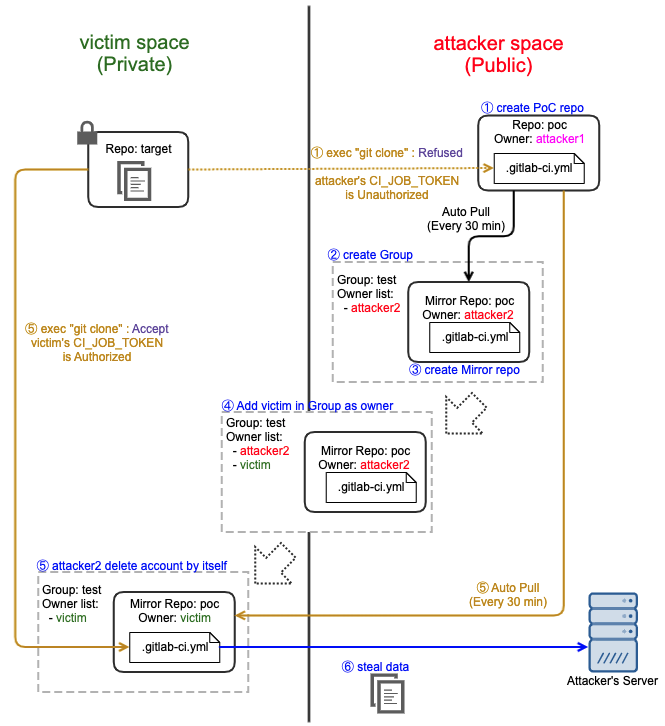 victim space
(Private)
attacker space
(Public)
① create PoC repo
Repo: poc
Owner: attacker1
.gitlab-ci.yml
Repo: target
① exec "git clone" : Refused
attacker's CI_JOB_TOKEN
is Unauthorized
Auto Pull
(Every 30 min)
② create Group
Group: test
Owner list:
- attacker2
Mirror Repo: poc
Owner: attacker2
.gitlab-ci.yml
③ create Mirror repo
⑤ exec "git clone" : Accept
victim's CI_JOB_TOKEN
is Authorized
④ Add victim in Group as owner
Group: test
Owner list:
- attacker2
- victim
Mirror Repo: poc
Owner: attacker2
.gitlab-ci.yml
⑤ attacker2 delete account by itself
Group: test
Owner list:
- victim
Mirror Repo: poc
Owner: victim
.gitlab-ci.yml
⑤ Auto Pull
(Every 30 min)
⑥ steal data
Attacker's Server